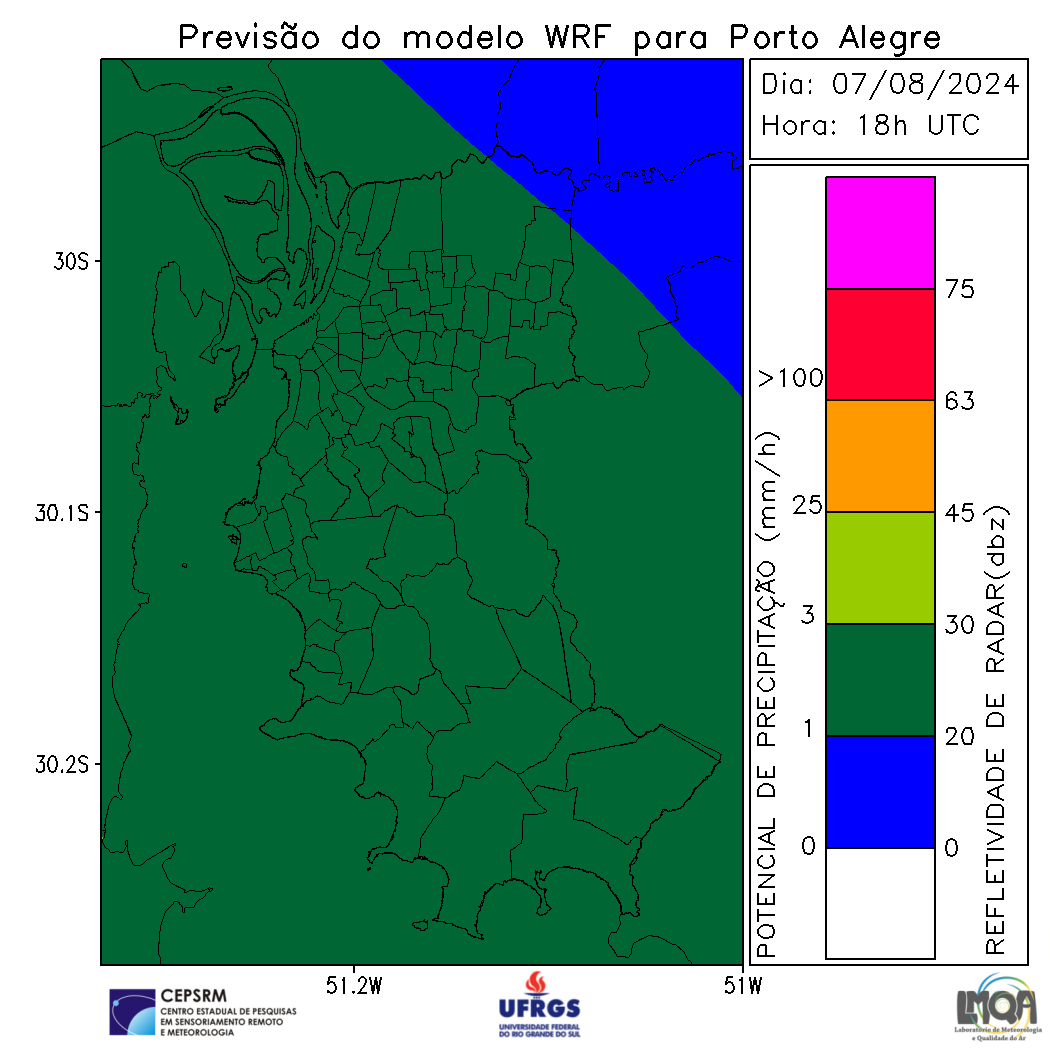 Previsão do modelo WRF para Porto Alegre
Dia: 07/08/2024
Hora: 18h UTC
30S
30.1S
30.2S
51.2W
51W
POTENCIAL DE PRECIPITAÇÃO (mm/h)
>100
25
3
1
0
75
63
45
30
20
0
REFLETIVIDADE DE RADAR(dbz)
CEPSRM
CENTRO ESTADUAL DE PESQUISAS
EM SENSORIAMENTO REMOTO
E METEOROLOGIA
UFRGS
UNIVERSIDADE FEDERAL
DO RIO GRANDE DO SUL
LMQA
Laboratório de Meteorologia
e Qualidade do Ar